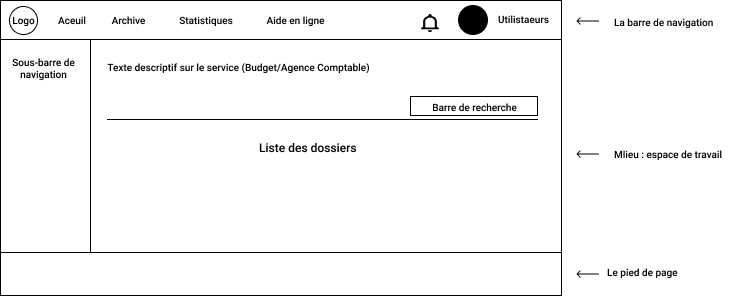 Logo
Aceuil
Archive
Statistiques
Aide en ligne
Utilistaeurs
La barre de navigation
Sous-barre de
navigation
Texte descriptif sur le service (Budget/Agence Comptable)
Barre de recherche
Liste des dossiers
Mlieu : espace de travail
Le pied de page